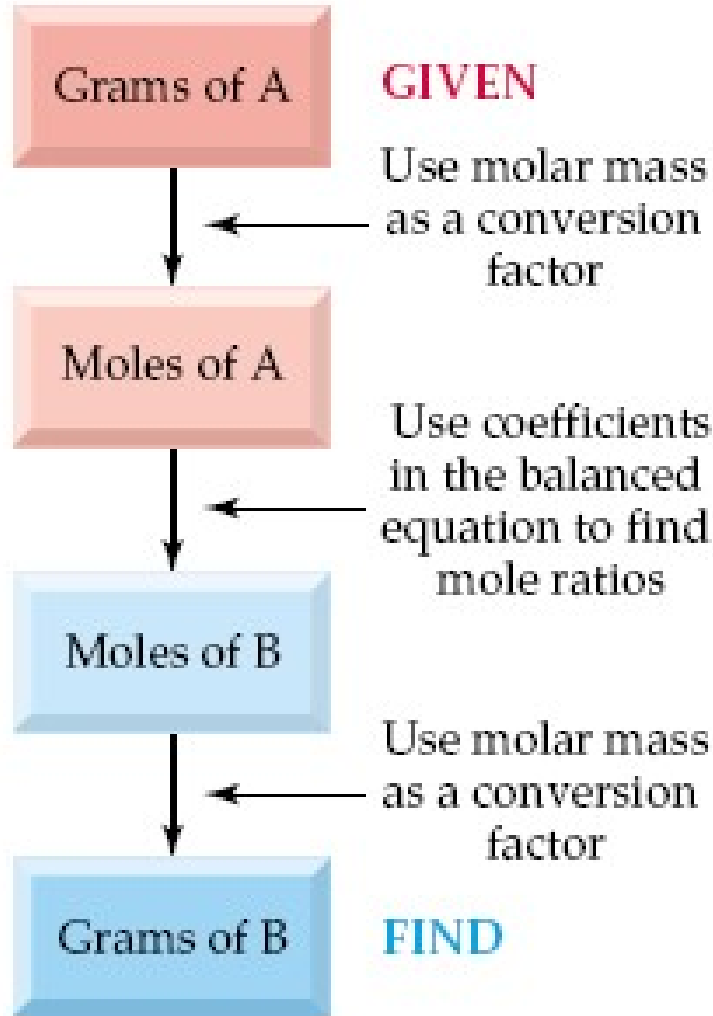 Grams of A
GIVEN
Use molar mass
as a conversion
factor
Moles of A
Use coefficients
in the balanced
equation to find
mole ratios
Moles of B
Use molar mass
as a conversion
factor
Grams of B
FIND